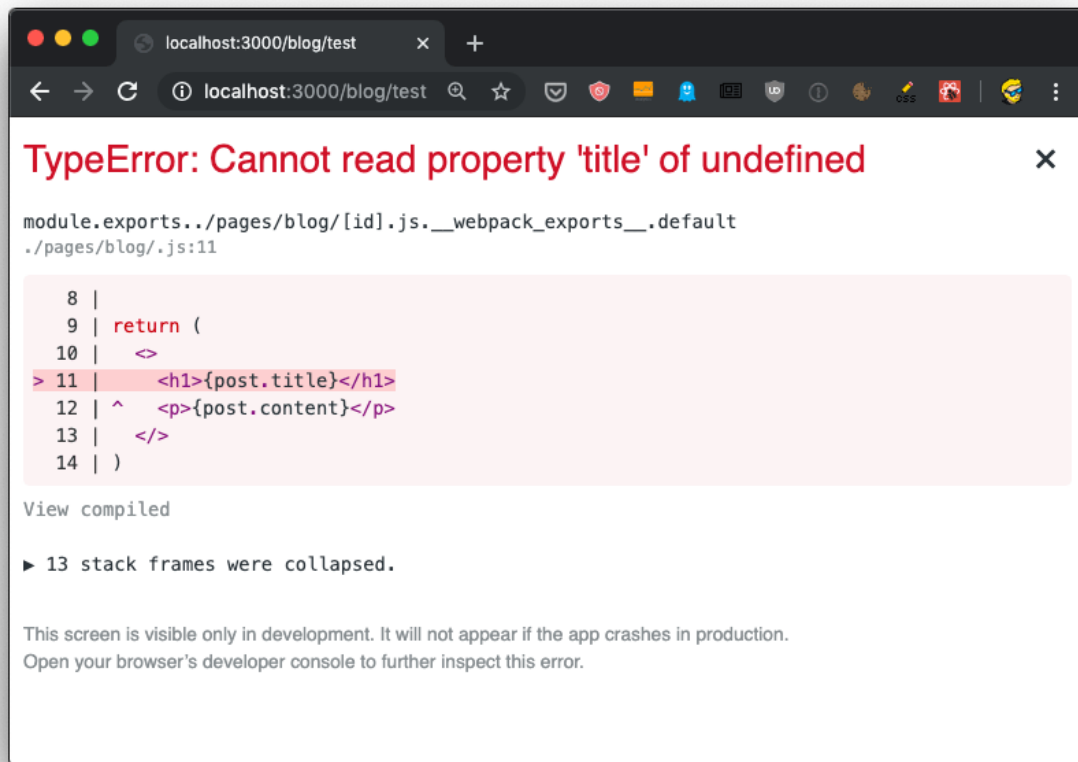 localhost:3000/blog/test
localhost:3000/blog/test
TypeError: Cannot read property 'title' of undefined
module.exports../pages/blog/[id].js.__webpack_exports__.default
./pages/blog/.js:11
8 |
9 | return (
10 |   <>
> 11 |     <h1>{post.title}</h1>
12 | ^   <p>{post.content}</p>
13 |   </>
14 | )
View compiled
▶ 13 stack frames were collapsed.
This screen is visible only in development. It will not appear if the app crashes in production.
Open your browser’s developer console to further inspect this error.